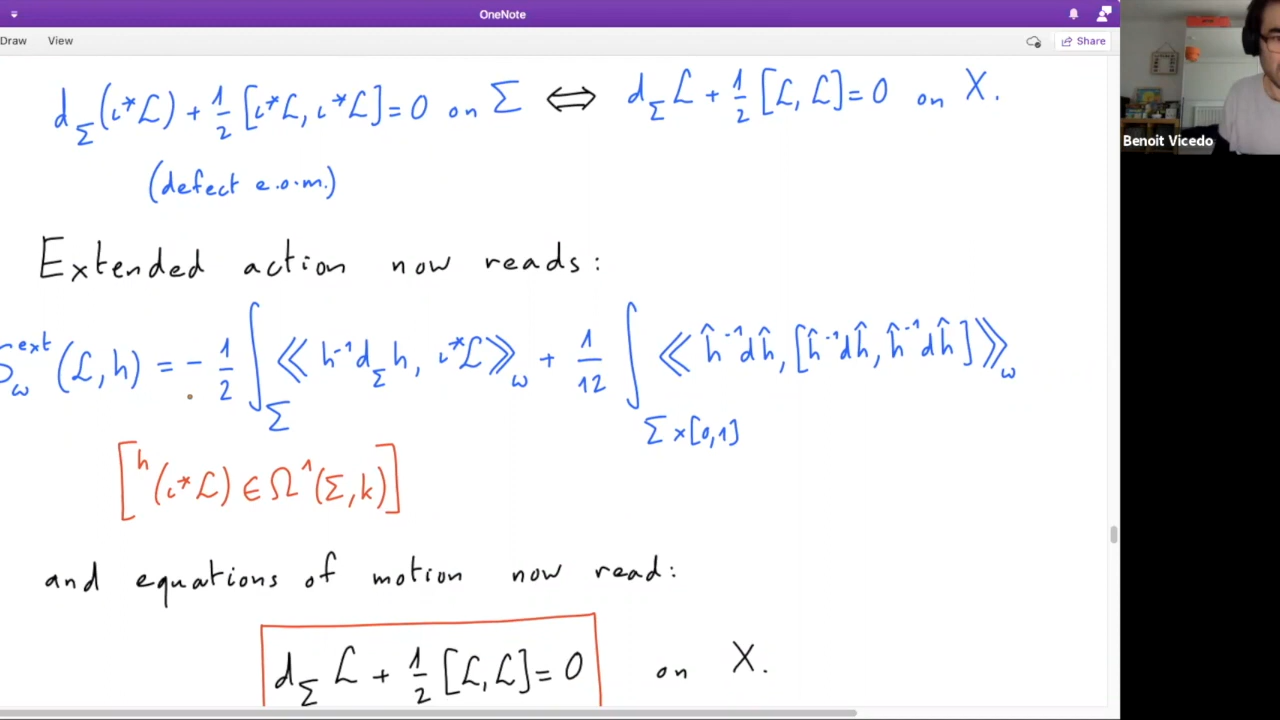 OneNote
Draw View Share
d_Σ(ι*ℒ) + 1/2 [ι*ℒ, ι*ℒ] = 0 on Σ ⟺ d_Σ ℒ + 1/2 [ℒ, ℒ] = 0 on X.
Benoit Vicedo
(defect e.o.m.)
Extended action now reads:
S_ω^ext (ℒ, h) = - 1/2 ∫_Σ ⟪h⁻¹d_Σ h, ι*ℒ⟫_ω + 1/12 ∫_{Σ×[0,1]} ⟪ĥ⁻¹dĥ, [ĥ⁻¹dĥ, ĥ⁻¹dĥ]⟫_ω
[ ʰ(ι*ℒ) ∈ Ω¹(Σ, k) ]
and equations of motion now read:
d_Σ ℒ + 1/2 [ℒ, ℒ] = 0 on X.